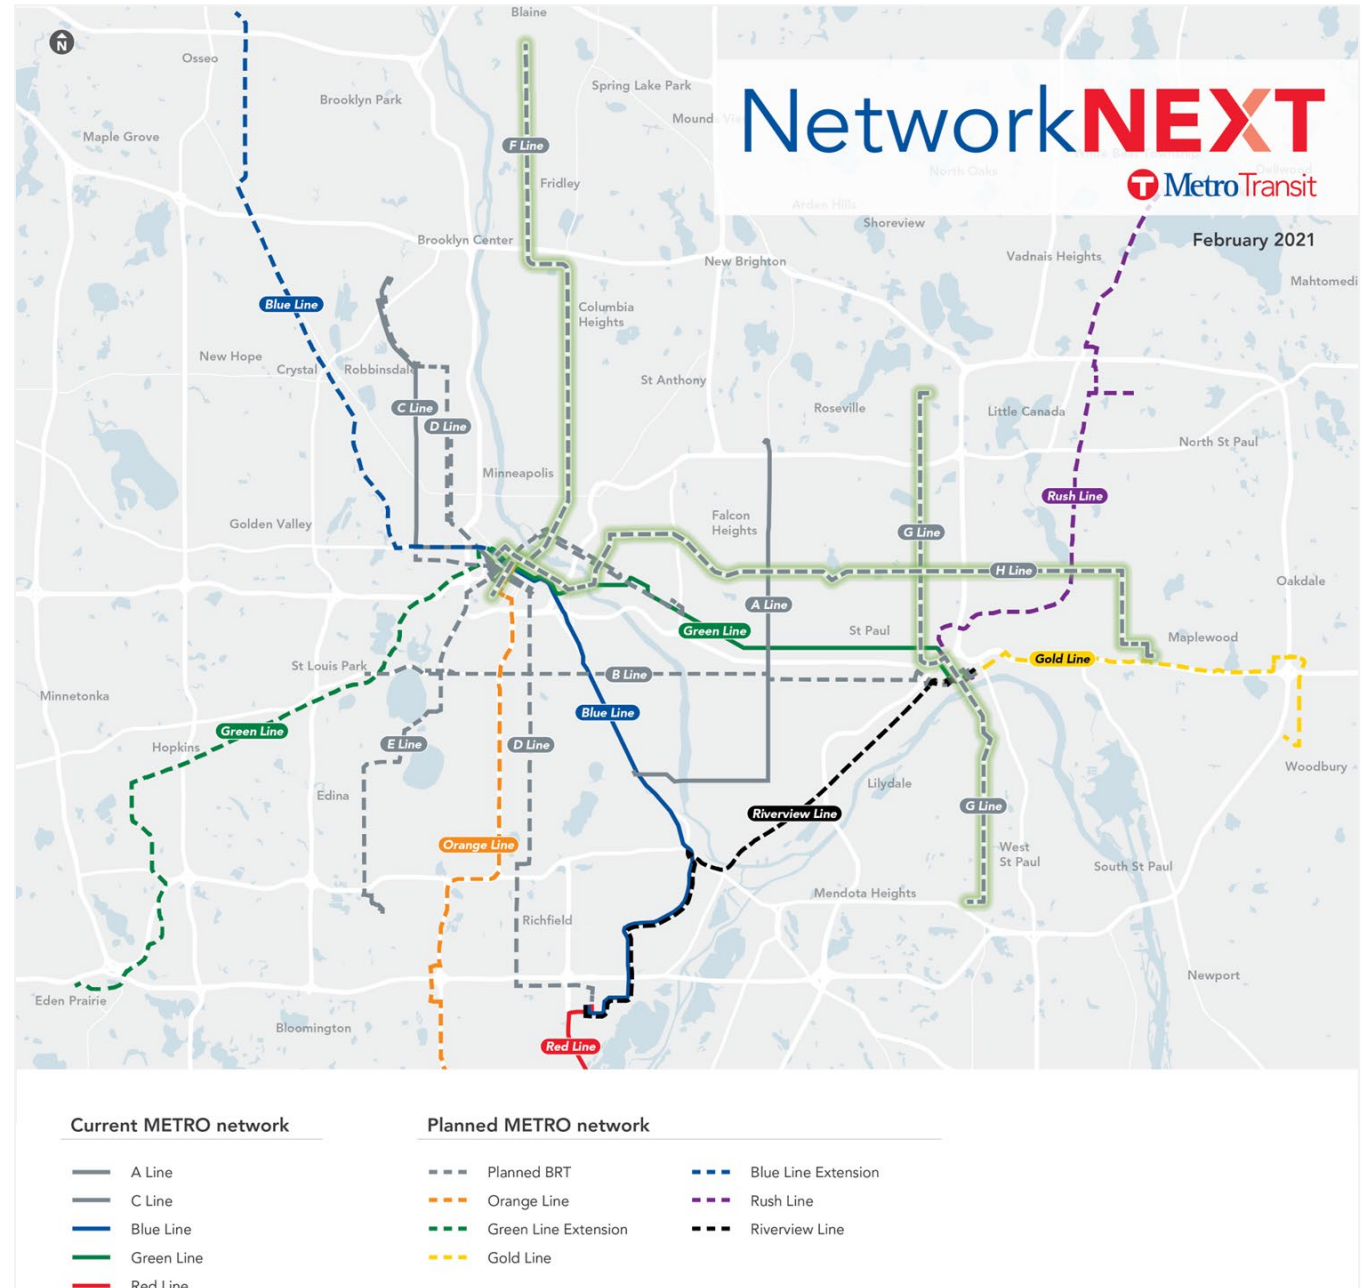 Blaine
N
Osseo
Spring Lake Park
Brooklyn Park
Mounds View
NetworkNEXT
Maple Grove
F Line
North Oaks
Fridley
T MetroTransit
Arden Hills
Shoreview
Brooklyn Center
February 2021
New Brighton
Vadnais Heights
Mahtomedi
Blue Line
Columbia
Heights
New Hope
Crystal
Robbinsdale
St Anthony
C Line
Roseville
Little Canada
D Line
North St Paul
Minneapolis
Rush Line
Golden Valley
Falcon
Heights
G Line
H Line
Oakdale
A Line
Green Line
St Paul
Maplewood
Gold Line
St Louis Park
B Line
Minnetonka
Blue Line
Green Line
Hopkins
E Line
D Line
Woodbury
Lilydale
Edina
G Line
Riverview Line
Orange Line
West
St Paul
South St Paul
Mendota Heights
Richfield
Newport
Eden Prairie
Bloomington
Red Line
Current METRO network
A Line
C Line
Blue Line
Green Line
Red Line
Planned METRO network
Planned BRT
Orange Line
Green Line Extension
Gold Line
Blue Line Extension
Rush Line
Riverview Line